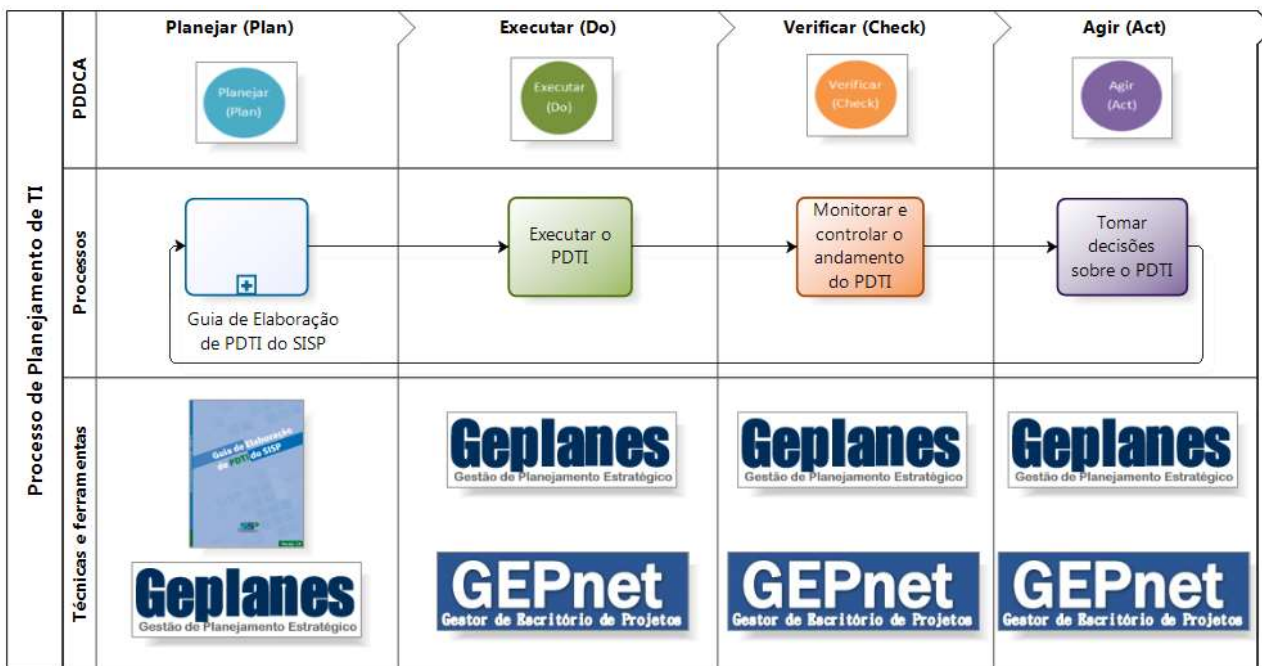 Processo de Planejamento de TI
Planejar (Plan)
Executar (Do)
Verificar (Check)
Agir (Act)
PDDCA
Planejar
(Plan)
Executar
(Do)
Verificar
(Check)
Agir
(Act)
Processos
Guia de Elaboração
de PDTI do SISP
Executar o
PDTI
Monitorar e
controlar o
andamento
do PDTI
Tomar
decisões
sobre o PDTI
Técnicas e ferramentas
Guia de Elaboração
de PDTI do SISP
SISP
Geplanes
Gestão de Planejamento Estratégico
Geplanes
Gestão de Planejamento Estratégico
GEPnet
Gestor de Escritório de Projetos
Geplanes
Gestão de Planejamento Estratégico
GEPnet
Gestor de Escritório de Projetos
Geplanes
Gestão de Planejamento Estratégico
GEPnet
Gestor de Escritório de Projetos